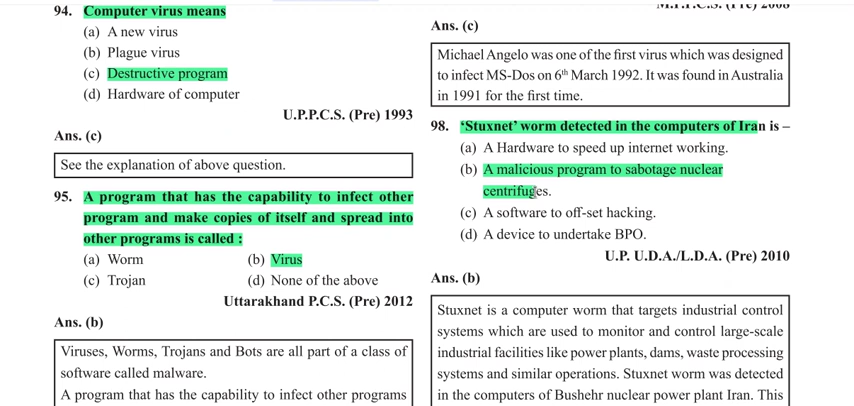 94. Computer virus means
(a) A new virus
(b) Plague virus
(c) Destructive program
(d) Hardware of computer
U.P.P.C.S. (Pre) 1993
Ans. (c)
See the explanation of above question.
95. A program that has the capability to infect other
program and make copies of itself and spread into
other programs is called :
(a) Worm (b) Virus
(c) Trojan (d) None of the above
Uttarakhand P.C.S. (Pre) 2012
Ans. (b)
Viruses, Worms, Trojans and Bots are all part of a class of
software called malware.
A program that has the capability to infect other programs
M.P.P.C.S. (Pre) 2008
Ans. (c)
Michael Angelo was one of the first virus which was designed
to infect MS-Dos on 6th March 1992. It was found in Australia
in 1991 for the first time.
98. ‘Stuxnet’ worm detected in the computers of Iran is –
(a) A Hardware to speed up internet working.
(b) A malicious program to sabotage nuclear
centrifuges.
(c) A software to off-set hacking.
(d) A device to undertake BPO.
U.P. U.D.A./L.D.A. (Pre) 2010
Ans. (b)
Stuxnet is a computer worm that targets industrial control
systems which are used to monitor and control large-scale
industrial facilities like power plants, dams, waste processing
systems and similar operations. Stuxnet worm was detected
in the computers of Bushehr nuclear power plant Iran. This